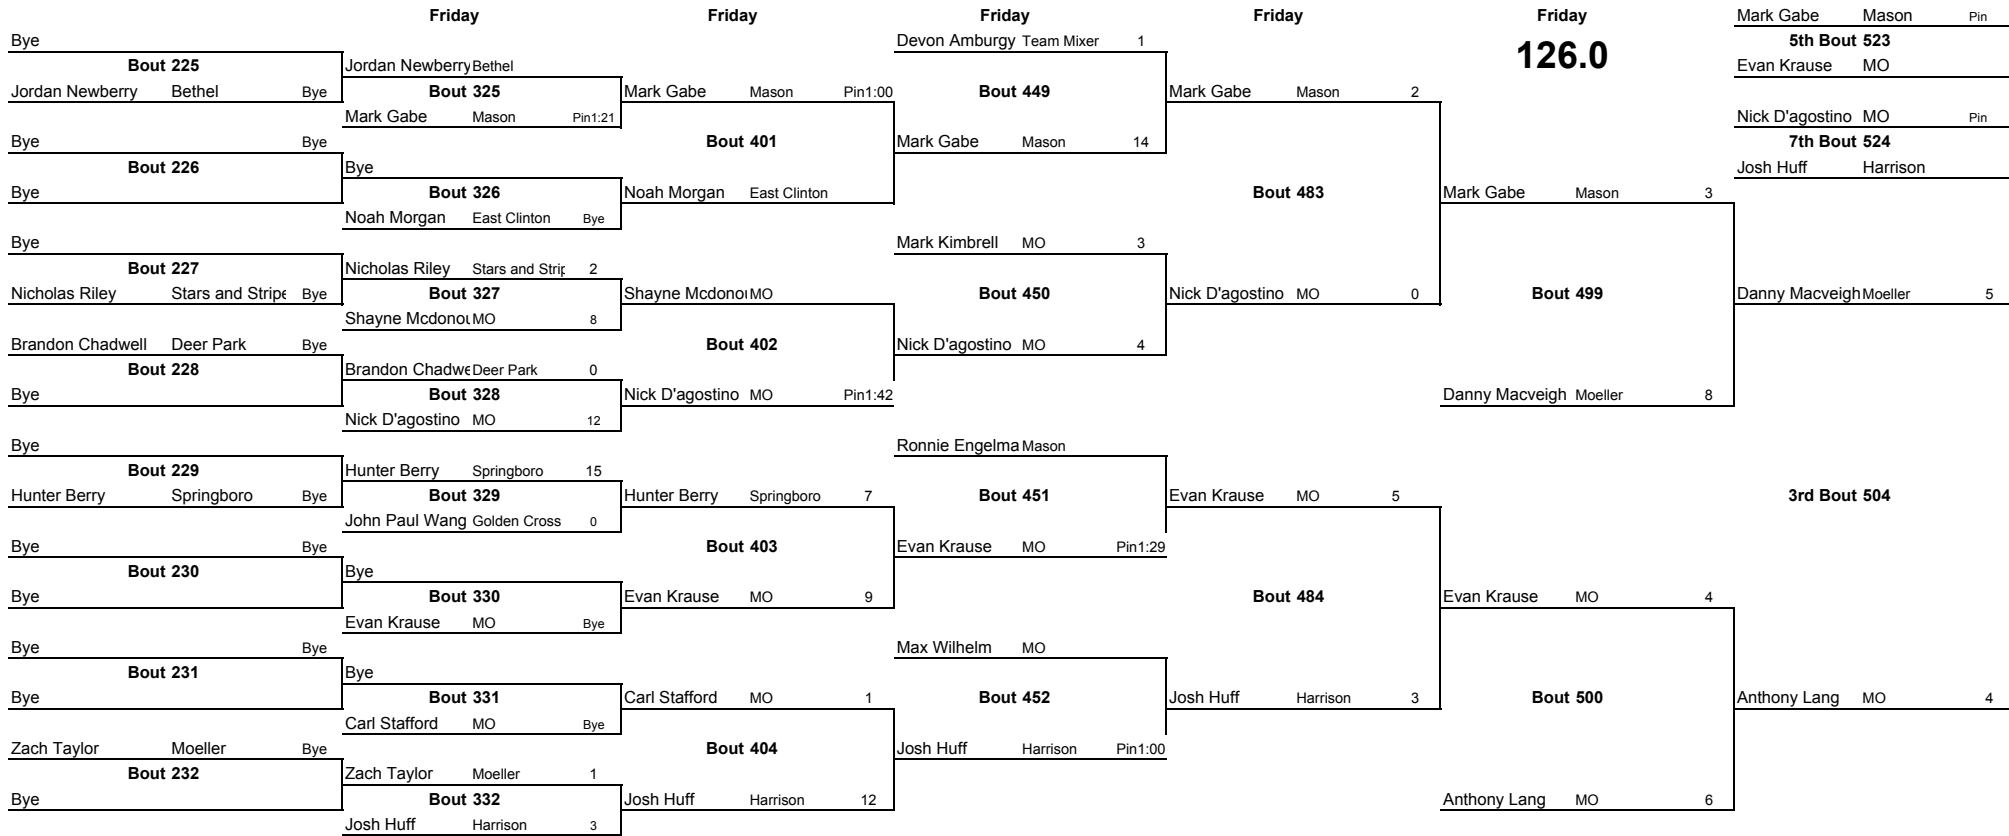 Friday Friday Friday Friday Friday Mark Gabe Mason Pin
Bye Devon Amburgy Team Mixer 1 126.0 5th Bout 523
Bout 225 Jordan Newberry Bethel Evan Krause MO
Jordan Newberry Bethel Bye Bout 325 Mark Gabe Mason Pin1:00 Bout 449 Mark Gabe Mason 2
Mark Gabe Mason Pin1:21 Nick D'agostino MO Pin
Bye Bye Bout 401 Mark Gabe Mason 14 7th Bout 524
Bout 226 Bye Josh Huff Harrison
Bye Bout 326 Noah Morgan East Clinton Bout 483 Mark Gabe Mason 3
Noah Morgan East Clinton Bye
Bye Mark Kimbrell MO 3
Bout 227 Nicholas Riley Stars and Strip 2
Nicholas Riley Stars and Stripe Bye Bout 327 Shayne Mcdono MO Bout 450 Nick D'agostino MO 0 Bout 499 Danny Macveigh Moeller 5
Shayne Mcdonou MO 8
Brandon Chadwell Deer Park Bye Bout 402 Nick D'agostino MO 4
Bout 228 Brandon Chadwe Deer Park 0
Bye Bout 328 Nick D'agostino MO Pin1:42 Danny Macveigh Moeller 8
Nick D'agostino MO 12
Bye Ronnie Engelma Mason
Bout 229 Hunter Berry Springboro 15
Hunter Berry Springboro Bye Bout 329 Hunter Berry Springboro 7 Bout 451 Evan Krause MO 5 3rd Bout 504
John Paul Wang Golden Cross 0
Bye Bye Bout 403 Evan Krause MO Pin1:29
Bout 230 Bye
Bye Bout 330 Evan Krause MO 9 Bout 484 Evan Krause MO 4
Evan Krause MO Bye
Bye Bye Max Wilhelm MO
Bout 231 Bye
Bye Bout 331 Carl Stafford MO 1 Bout 452 Josh Huff Harrison 3 Bout 500 Anthony Lang MO 4
Carl Stafford MO Bye
Zach Taylor Moeller Bye Bout 404 Josh Huff Harrison Pin1:00
Bout 232 Zach Taylor Moeller 1
Bye Bout 332 Josh Huff Harrison 12 Anthony Lang MO 6
Josh Huff Harrison 3